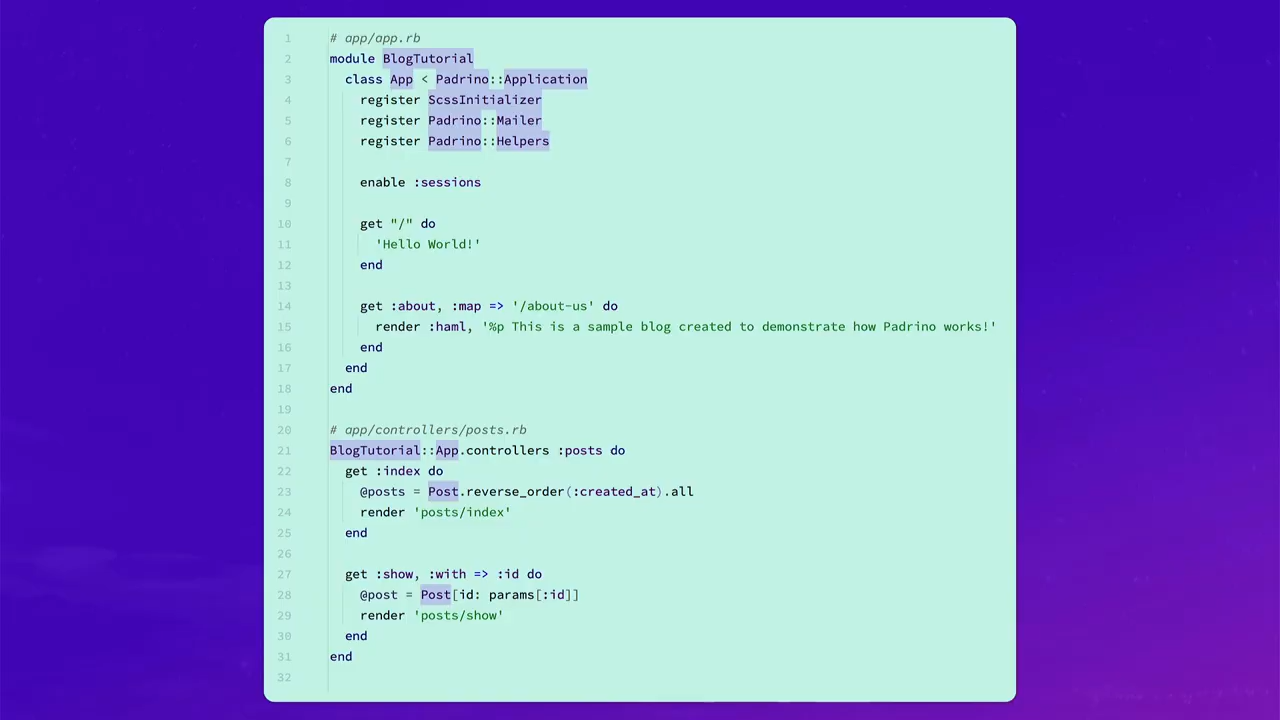 1 # app/app.rb
2 module BlogTutorial
3   class App < Padrino::Application
4     register ScssInitializer
5     register Padrino::Mailer
6     register Padrino::Helpers
7
8     enable :sessions
9
10     get "/" do
11       'Hello World!'
12     end
13
14     get :about, :map => '/about-us' do
15       render :haml, '%p This is a sample blog created to demonstrate how Padrino works!'
16     end
17   end
18 end
19
20 # app/controllers/posts.rb
21 BlogTutorial::App.controllers :posts do
22   get :index do
23     @posts = Post.reverse_order(:created_at).all
24     render 'posts/index'
25   end
26
27   get :show, :with => :id do
28     @post = Post[id: params[:id]]
29     render 'posts/show'
30   end
31 end
32